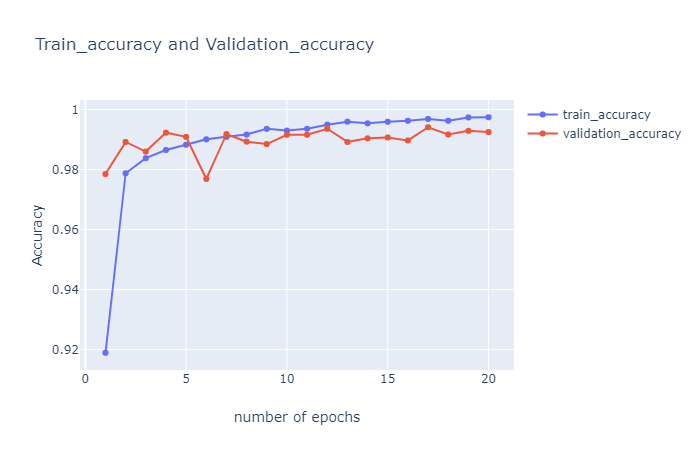 Train_accuracy and Validation_accuracy
train_accuracy
validation_accuracy
Accuracy
1
0.98
0.96
0.94
0.92
0 5 10 15 20
number of epochs